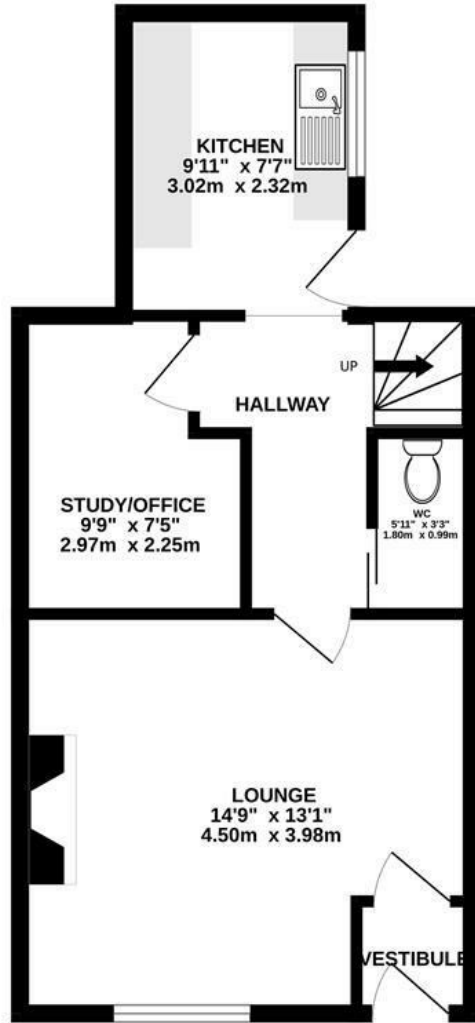 KITCHEN
9'11" x 7'7"
3.02m x 2.32m
UP
HALLWAY
STUDY/OFFICE
9'9" x 7'5"
2.97m x 2.25m
WC
5'11" x 3'3"
1.80m x 0.99m
LOUNGE
14'9" x 13'1"
4.50m x 3.98m
VESTIBULE